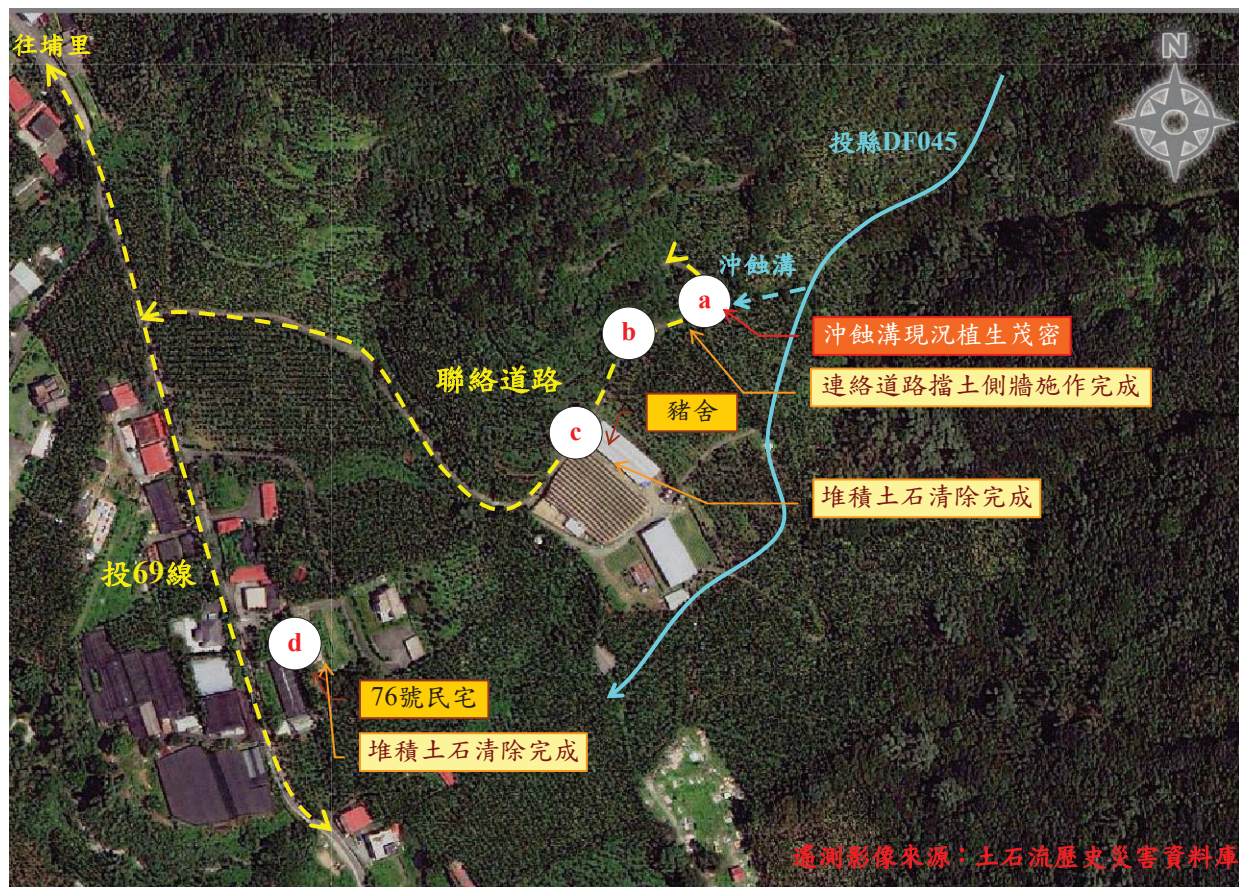 往埔里
N
投縣DF045
沖蝕溝
a
b
沖蝕溝現況植生茂密
聯絡道路
連絡道路擋土側牆施作完成
豬舍
c
堆積土石清除完成
投69線
d
76號民宅
堆積土石清除完成
遙測影像來源：土石流歷史災害資料庫